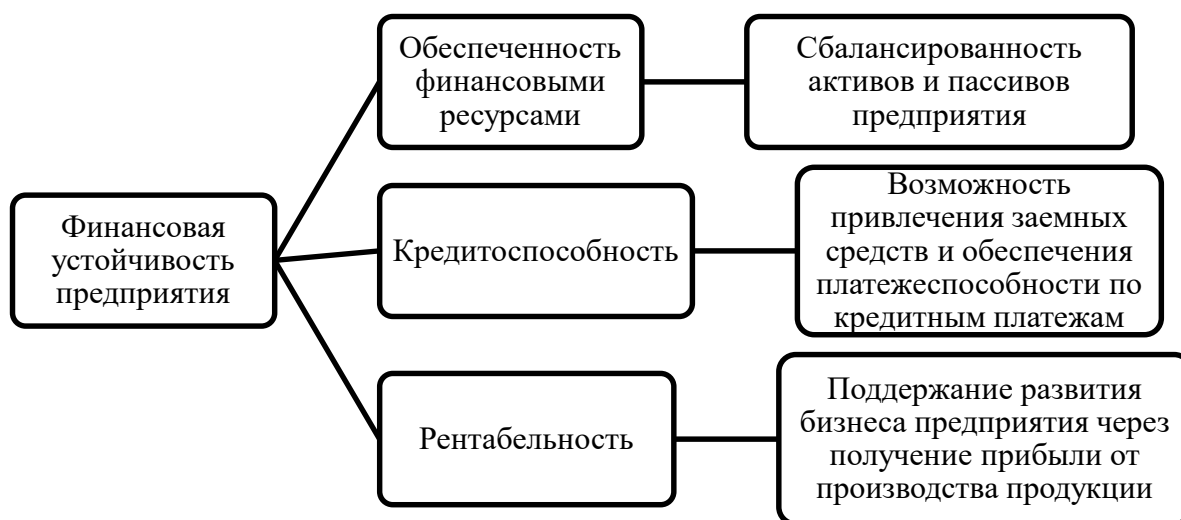 Финансовая
устойчивость
предприятия
Обеспеченность
финансовыми
ресурсами
Сбалансированность
активов и пассивов
предприятия
Кредитоспособность
Возможность
привлечения заемных
средств и обеспечения
платежеспособности по
кредитным платежам
Рентабельность
Поддержание развития
бизнеса предприятия через
получение прибыли от
производства продукции